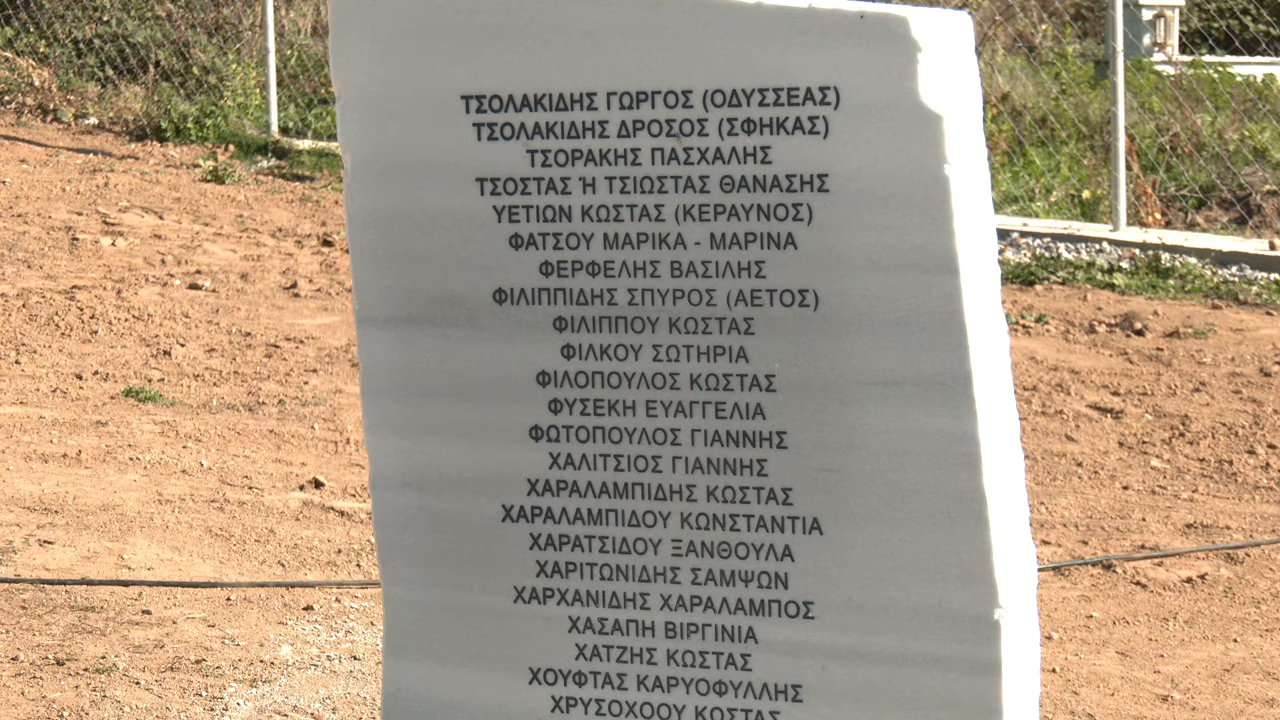 ΤΣΟΛΑΚΙΔΗΣ ΓΩΡΓΟΣ (ΟΔΥΣΣΕΑΣ)
ΤΣΟΛΑΚΙΔΗΣ ΔΡΟΣΟΣ (ΣΦΗΚΑΣ)
ΤΣΟΡΑΚΗΣ ΠΑΣΧΑΛΗΣ
ΤΣΟΣΤΑΣ Ή ΤΣΙΩΣΤΑΣ ΘΑΝΑΣΗΣ
ΥΕΤΙΩΝ ΚΩΣΤΑΣ (ΚΕΡΑΥΝΟΣ)
ΦΑΤΣΟΥ ΜΑΡΙΚΑ - ΜΑΡΙΝΑ
ΦΕΡΦΕΛΗΣ ΒΑΣΙΛΗΣ
ΦΙΛΙΠΠΙΔΗΣ ΣΠΥΡΟΣ (ΑΕΤΟΣ)
ΦΙΛΙΠΠΟΥ ΚΩΣΤΑΣ
ΦΙΛΚΟΥ ΣΩΤΗΡΙΑ
ΦΙΛΟΠΟΥΛΟΣ ΚΩΣΤΑΣ
ΦΥΣΕΚΗ ΕΥΑΓΓΕΛΙΑ
ΦΩΤΟΠΟΥΛΟΣ ΓΙΑΝΝΗΣ
ΧΑΛΙΤΣΙΟΣ ΓΙΑΝΝΗΣ
ΧΑΡΑΛΑΜΠΙΔΗΣ ΚΩΣΤΑΣ
ΧΑΡΑΛΑΜΠΙΔΟΥ ΚΩΝΣΤΑΝΤΙΑ
ΧΑΡΑΤΣΙΔΟΥ ΞΑΝΘΟΥΛΑ
ΧΑΡΙΤΩΝΙΔΗΣ ΣΑΜΨΩΝ
ΧΑΡΧΑΝΙΔΗΣ ΧΑΡΑΛΑΜΠΟΣ
ΧΑΣΑΠΗ ΒΙΡΓΙΝΙΑ
ΧΑΤΖΗΣ ΚΩΣΤΑΣ
ΧΟΥΦΤΑΣ ΚΑΡΥΟΦΥΛΛΗΣ
ΧΡΥΣΟΧΟΟΥ ΚΩΣΤΑΣ